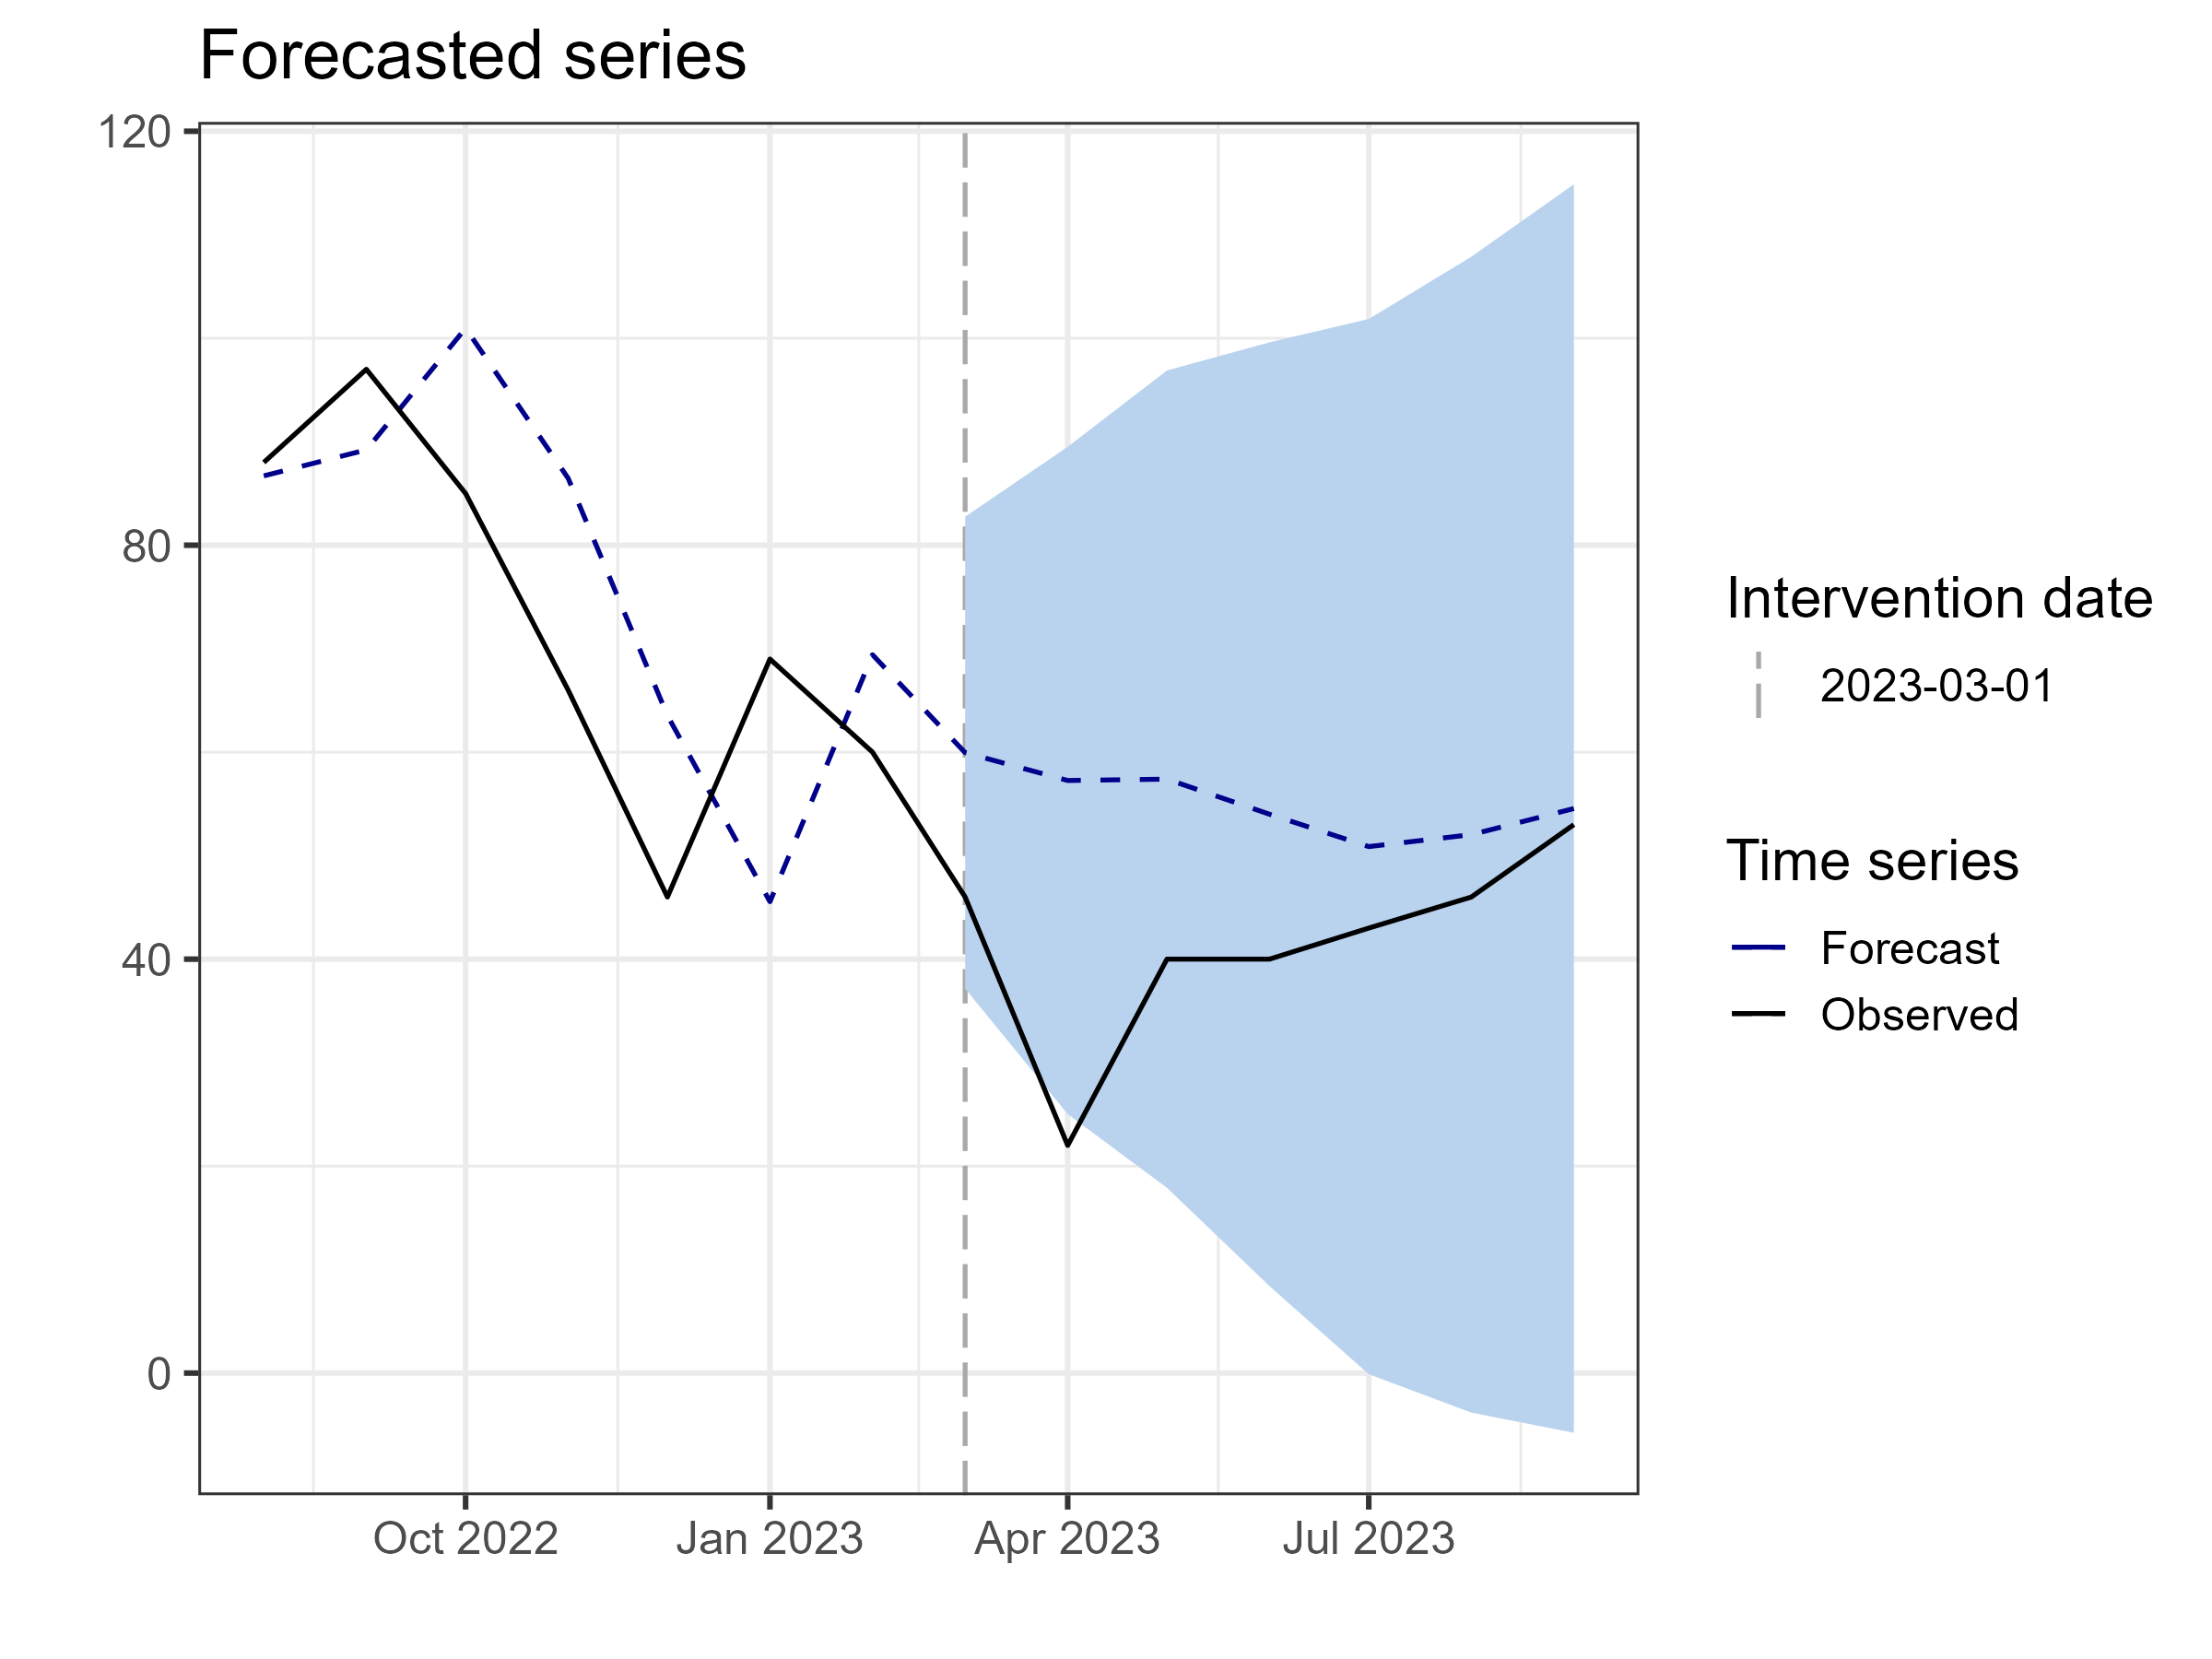 Forecasted series
120
80
40
0
Oct 2022
Jan 2023
Apr 2023
Jul 2023
Intervention date
2023-03-01
Time series
Forecast
Observed